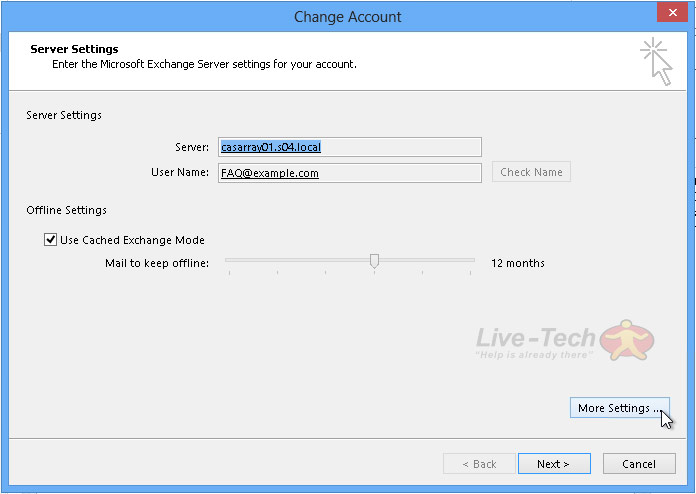 Change Account
Server Settings
Enter the Microsoft Exchange Server settings for your account.
Server Settings
Server: casarray01.s04.local
User Name: FAQ@example.com Check Name
Offline Settings
Use Cached Exchange Mode
Mail to keep offline: 12 months
Live-Tech
"Help is already there"
More Settings ...
< Back Next > Cancel